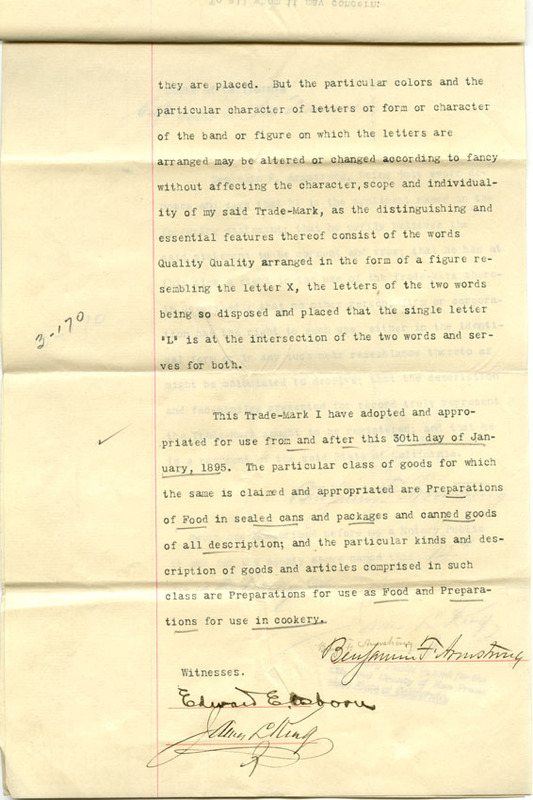 To all whom it may concern:
they are placed. But the particular colors and the
particular character of letters or form or character
of the band or figure on which the letters are
arranged may be altered or changed according to fancy
without affecting the character,scope and individual-
ity of my said Trade-Mark, as the distinguishing and
essential features thereof consist of the words
Quality Quality arranged in the form of a figure re-
sembling the letter X, the letters of the two words
being so disposed and placed that the single letter
"L" is at the intersection of the two words and ser-
ves for both.
3-170
This Trade-Mark I have adopted and appro-
priated for use from and after this 30th day of Jan-
uary, 1895. The particular class of goods for which
the same is claimed and appropriated are Preparations
of Food in sealed cans and packages and canned goods
of all description; and the particular kinds and des-
cription of goods and articles comprised in such
class are Preparations for use as Food and Prepara-
tions for use in cookery.
Benjamin F. Armstrong
Witnesses.
Edward E. Osborn
James L. King